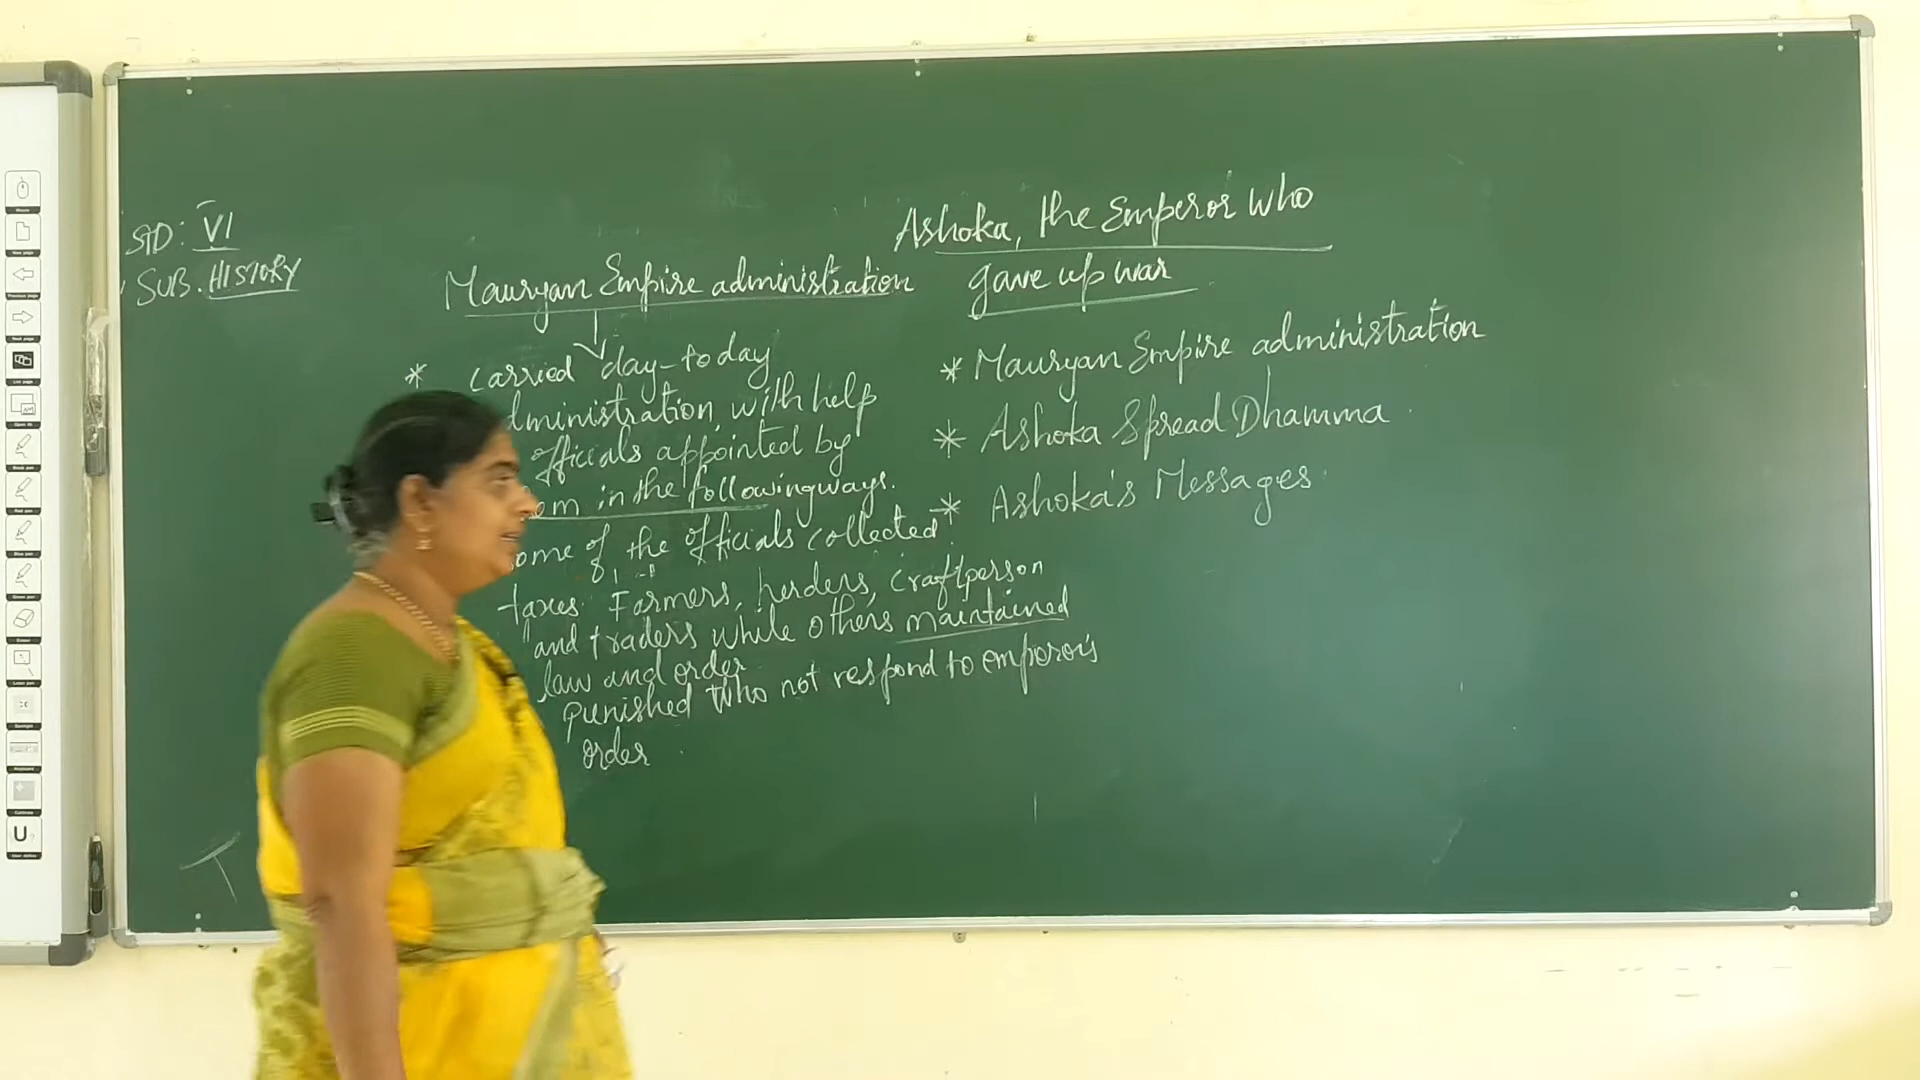 STD: VI
SUB. HISTORY
Ashoka, the Emperor who
gave up war
Mauryan Empire administration
* carried day-to day
dministration, with help
officials appointed by
em in the following ways.
ome of the officials collected
taxes. Farmers, herders, craftperson
and traders while others maintained
law and order
punished who not respond to emperor's
order
* Mauryan Empire administration
* Ashoka Spread Dhamma
* Ashoka's Messages